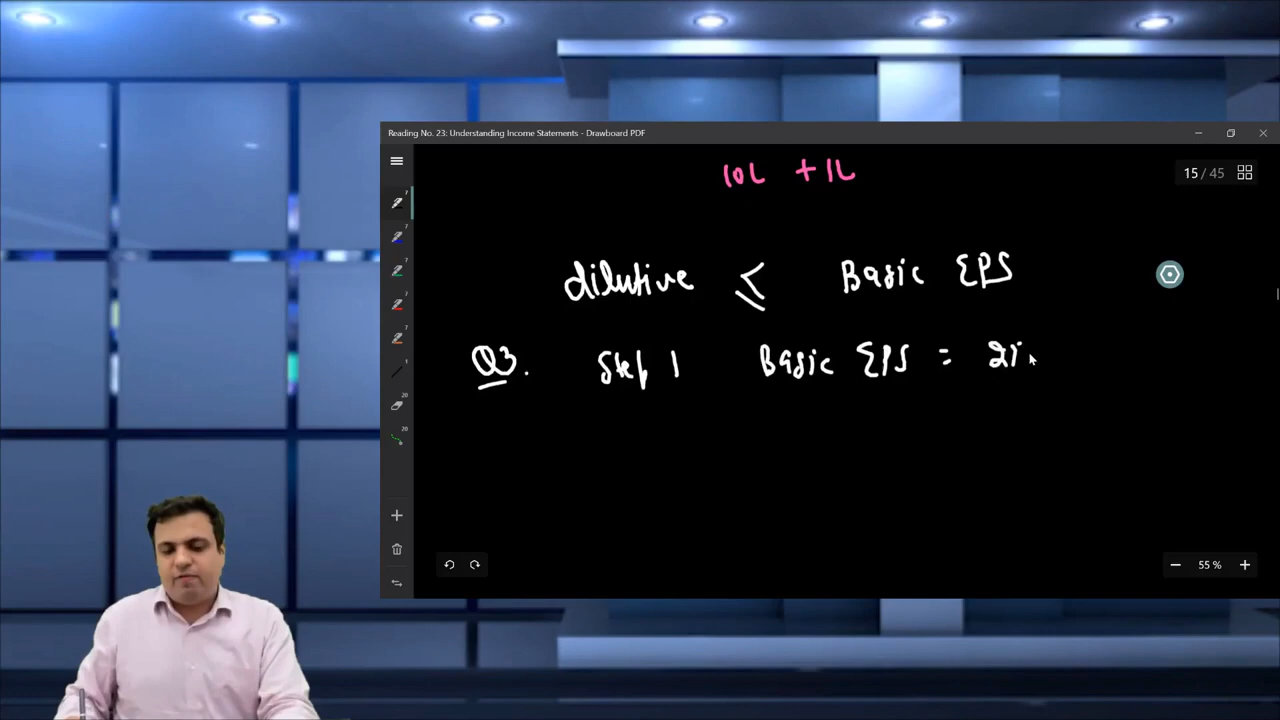 Reading No. 23: Understanding Income Statements - Drawboard PDF
10L + 1L
15 / 45
dilutive ≤ Basic EPS
Q3. Step 1 Basic EPS =
55 %